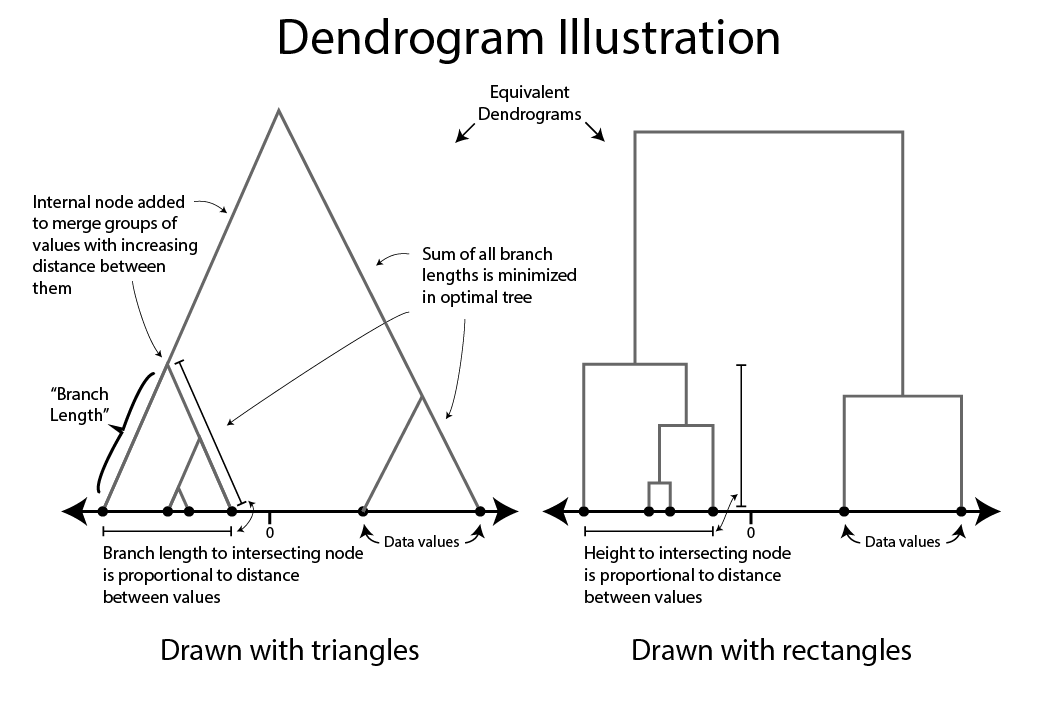 Dendrogram Illustration
Equivalent
Dendrograms
Internal node added
to merge groups of
values with increasing
distance between
them
Sum of all branch
lengths is minimized
in optimal tree
“Branch
Length”
0
Data values
Branch length to intersecting node
is proportional to distance
between values
Drawn with triangles
0
Data values
Height to intersecting node
is proportional to distance
between values
Drawn with rectangles